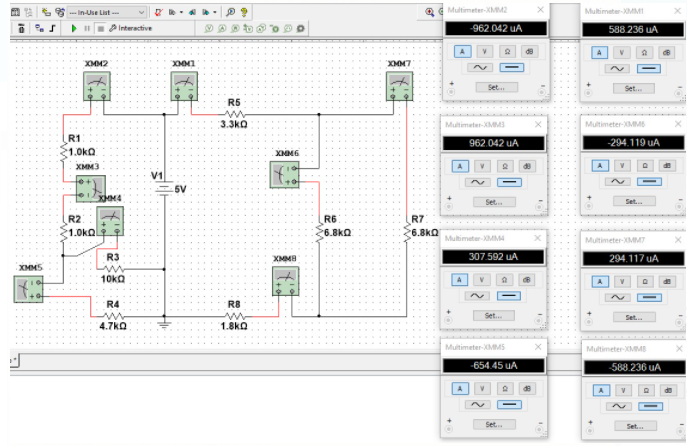 --- In-Use List ---
Interactive
XMM2
XMM1
XMM7
R5
3.3kΩ
R1
1.0kΩ
XMM3
XMM6
V1
5V
XMM4
R2
1.0kΩ
R6
6.8kΩ
R7
6.8kΩ
R3
10kΩ
XMM8
XMM5
R4
4.7kΩ
R8
1.8kΩ
Multimeter-XMM2
-962.042 uA
A V Ω dB
Set...
+ -
Multimeter-XMM1
588.236 uA
A V Ω dB
Set...
+ -
Multimeter-XMM3
962.042 uA
A V Ω dB
Set...
+ -
Multimeter-XMM6
-294.119 uA
A V Ω dB
Set...
+ -
Multimeter-XMM4
307.592 uA
A V Ω dB
Set...
+ -
Multimeter-XMM7
294.117 uA
A V Ω dB
Set...
+ -
Multimeter-XMM5
-654.45 uA
A V Ω dB
Set...
+ -
Multimeter-XMM8
-588.236 uA
A V Ω dB
Set...
+ -